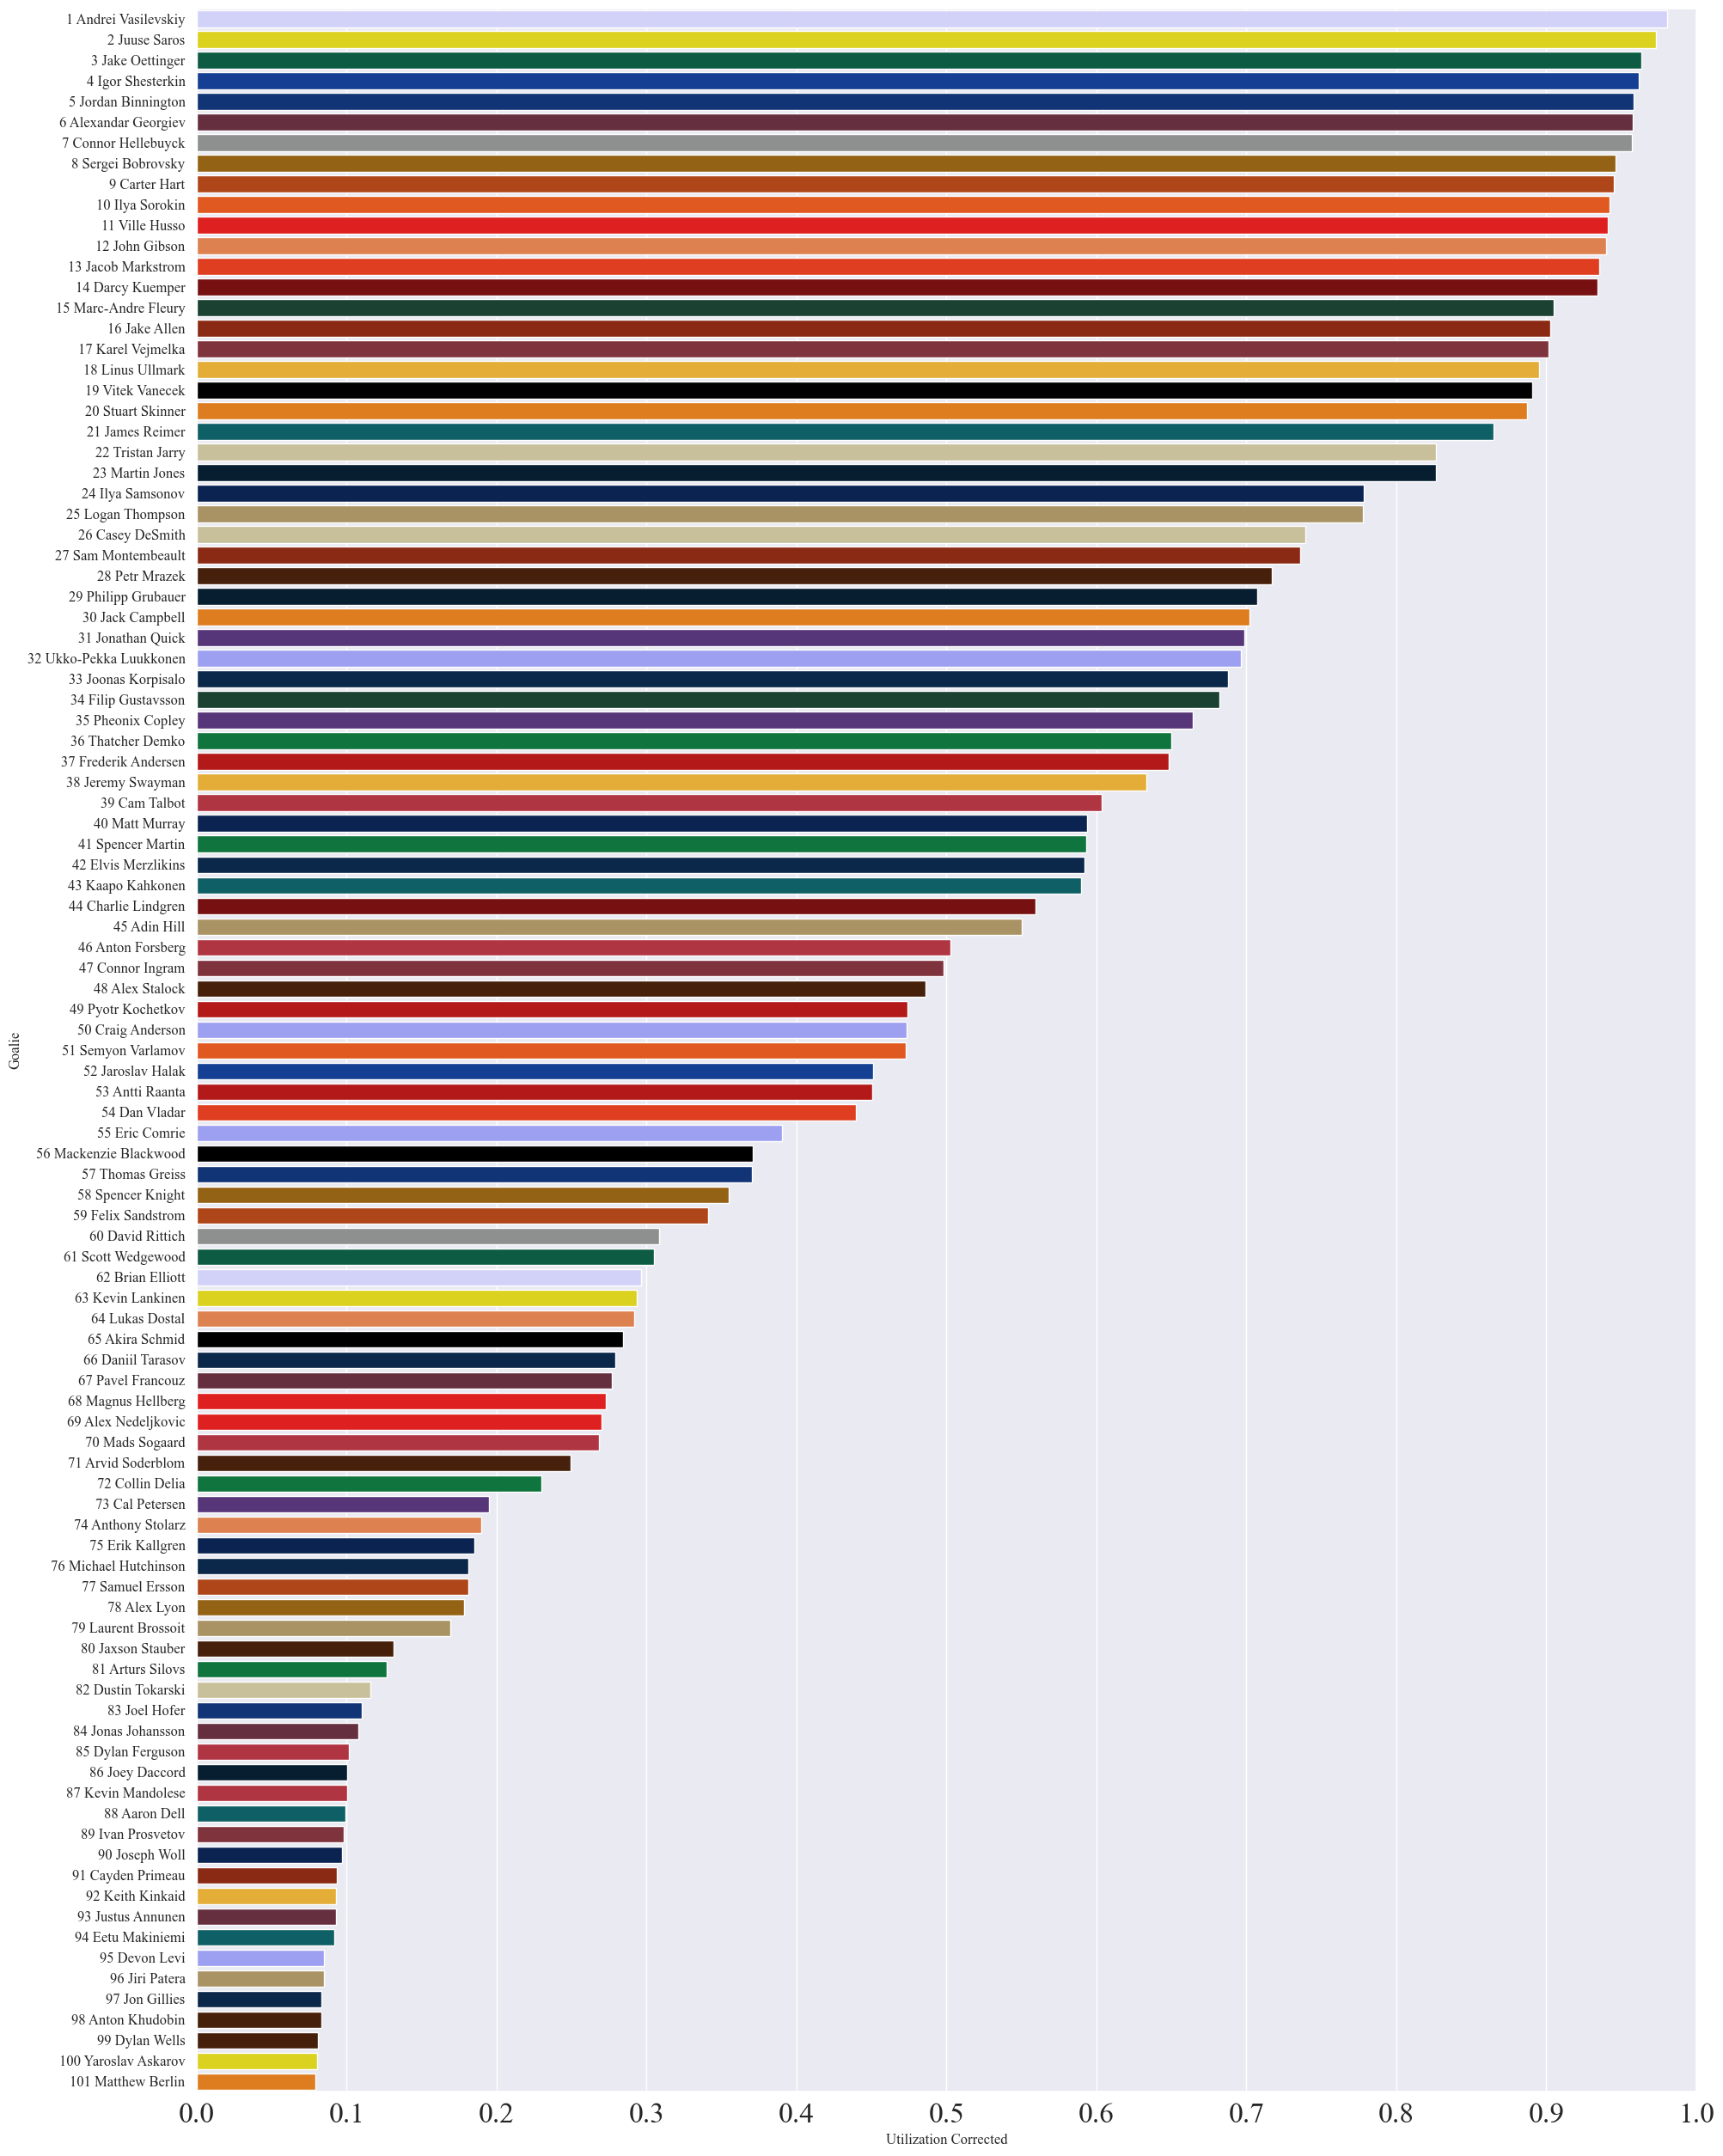 1 Andrei Vasilevskiy
2 Juuse Saros
3 Jake Oettinger
4 Igor Shesterkin
5 Jordan Binnington
6 Alexandar Georgiev
7 Connor Hellebuyck
8 Sergei Bobrovsky
9 Carter Hart
10 Ilya Sorokin
11 Ville Husso
12 John Gibson
13 Jacob Markstrom
14 Darcy Kuemper
15 Marc-Andre Fleury
16 Jake Allen
17 Karel Vejmelka
18 Linus Ullmark
19 Vitek Vanecek
20 Stuart Skinner
21 James Reimer
22 Tristan Jarry
23 Martin Jones
24 Ilya Samsonov
25 Logan Thompson
26 Casey DeSmith
27 Sam Montembeault
28 Petr Mrazek
29 Philipp Grubauer
30 Jack Campbell
31 Jonathan Quick
32 Ukko-Pekka Luukkonen
33 Joonas Korpisalo
34 Filip Gustavsson
35 Pheonix Copley
36 Thatcher Demko
37 Frederik Andersen
38 Jeremy Swayman
39 Cam Talbot
40 Matt Murray
41 Spencer Martin
42 Elvis Merzlikins
43 Kaapo Kahkonen
44 Charlie Lindgren
45 Adin Hill
46 Anton Forsberg
47 Connor Ingram
48 Alex Stalock
49 Pyotr Kochetkov
50 Craig Anderson
51 Semyon Varlamov
52 Jaroslav Halak
53 Antti Raanta
54 Dan Vladar
55 Eric Comrie
56 Mackenzie Blackwood
57 Thomas Greiss
58 Spencer Knight
59 Felix Sandstrom
60 David Rittich
61 Scott Wedgewood
62 Brian Elliott
63 Kevin Lankinen
64 Lukas Dostal
65 Akira Schmid
66 Daniil Tarasov
67 Pavel Francouz
68 Magnus Hellberg
69 Alex Nedeljkovic
70 Mads Sogaard
71 Arvid Soderblom
72 Collin Delia
73 Cal Petersen
74 Anthony Stolarz
75 Erik Kallgren
76 Michael Hutchinson
77 Samuel Ersson
78 Alex Lyon
79 Laurent Brossoit
80 Jaxson Stauber
81 Arturs Silovs
82 Dustin Tokarski
83 Joel Hofer
84 Jonas Johansson
85 Dylan Ferguson
86 Joey Daccord
87 Kevin Mandolese
88 Aaron Dell
89 Ivan Prosvetov
90 Joseph Woll
91 Cayden Primeau
92 Keith Kinkaid
93 Justus Annunen
94 Eetu Makiniemi
95 Devon Levi
96 Jiri Patera
97 Jon Gillies
98 Anton Khudobin
99 Dylan Wells
100 Yaroslav Askarov
101 Matthew Berlin
Goalie
0.0 0.1 0.2 0.3 0.4 0.5 0.6 0.7 0.8 0.9 1.0
Utilization Corrected